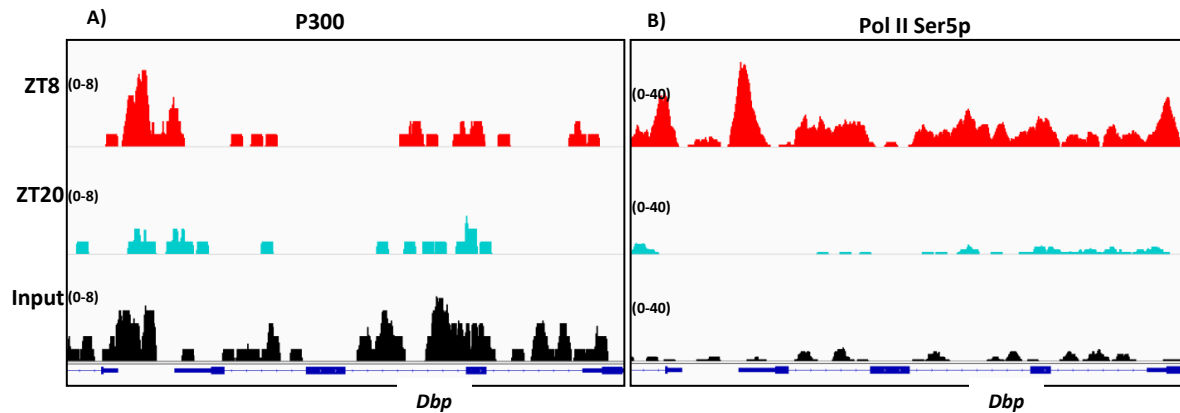 A) P300
B) Pol II Ser5p
ZT8 (0-8)
(0-40)
ZT20 (0-8)
(0-40)
Input (0-8)
(0-40)
Dbp
Dbp